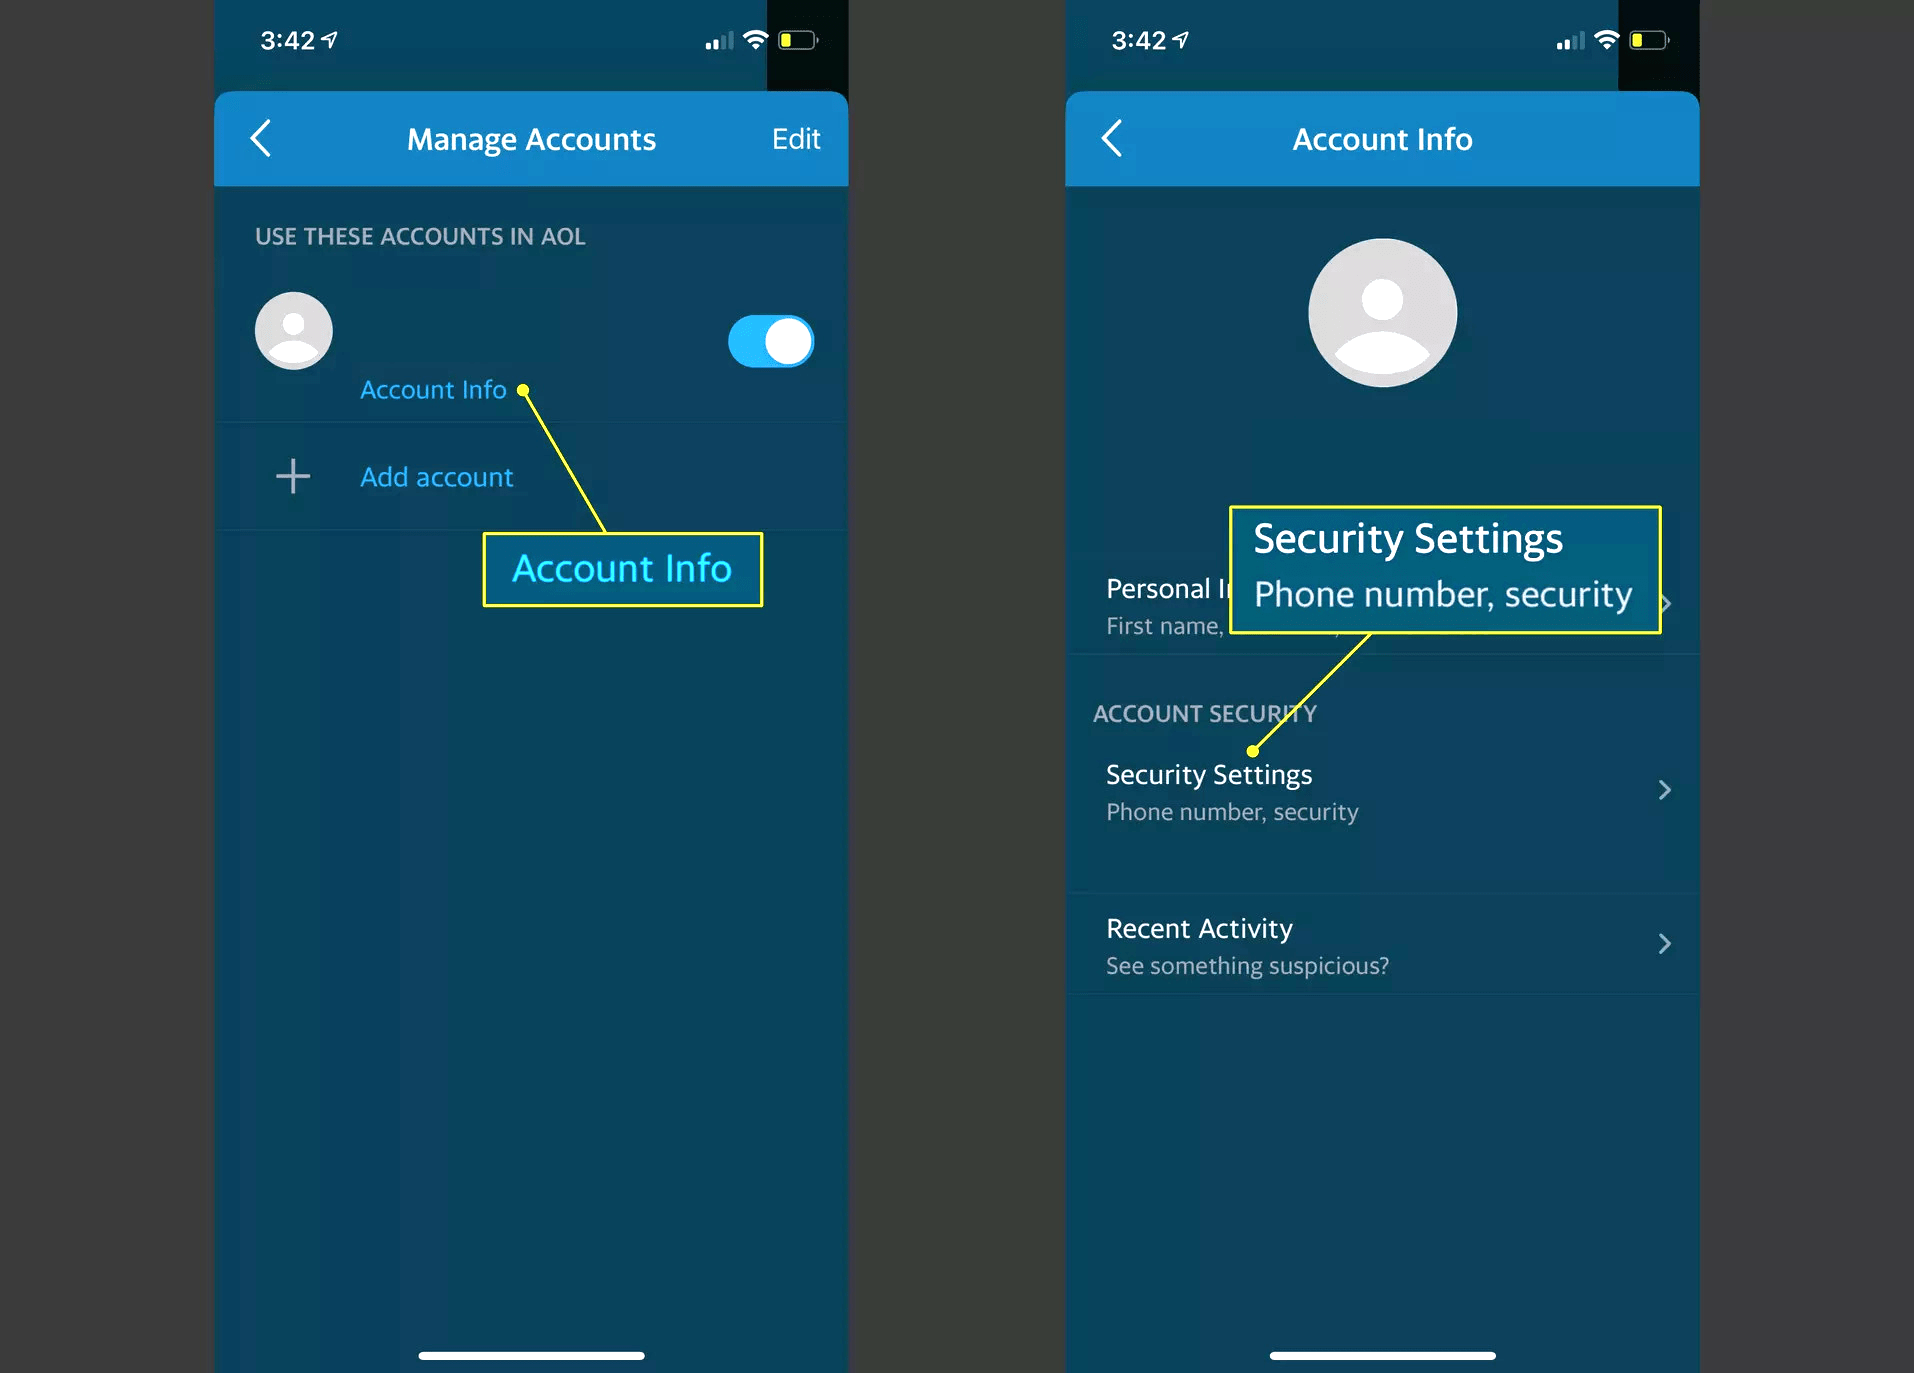 3:42
Manage Accounts
Edit
USE THESE ACCOUNTS IN AOL
Account Info
Add account
Account Info
3:42
Account Info
Security Settings
Phone number, security
Personal
First name,
ACCOUNT SECURITY
Security Settings
Phone number, security
Recent Activity
See something suspicious?